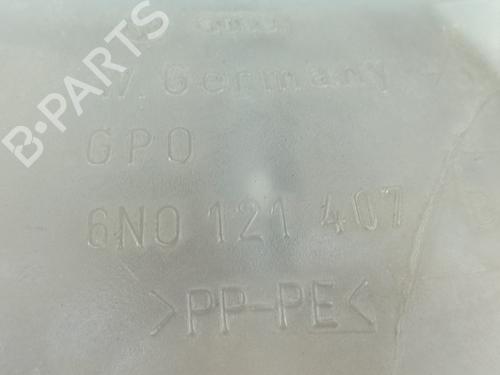 W. Germany
GPO
6N0 121 407
>PP-PE<
B-PARTS